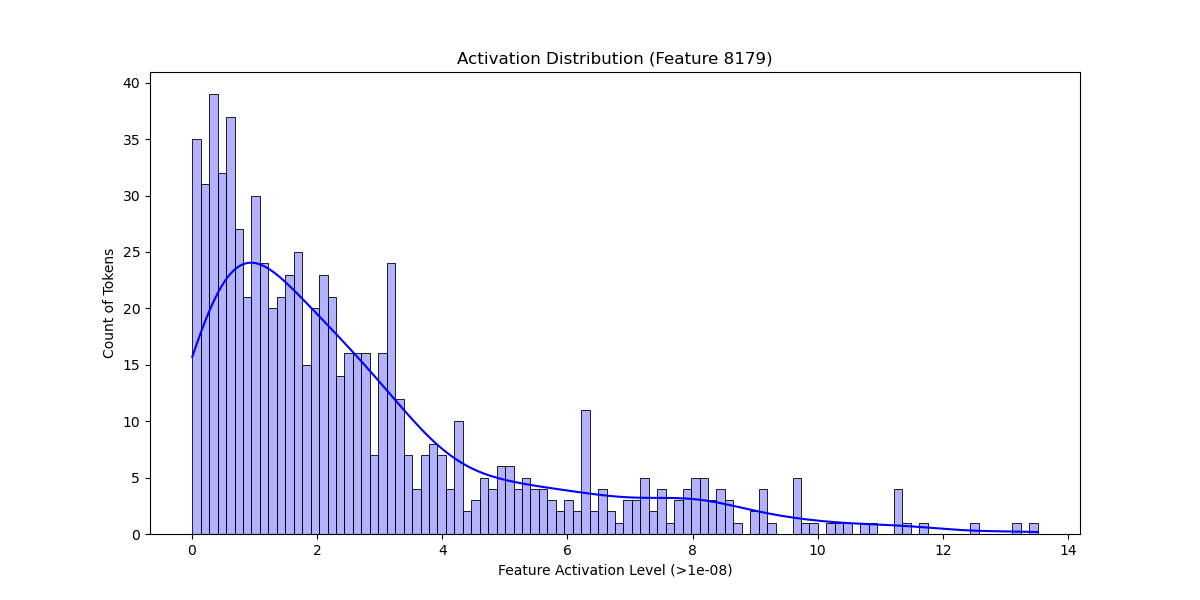 Activation Distribution (Feature 8179)
40
35
30
25
20
15
10
5
0
Count of Tokens
0 2 4 6 8 10 12 14
Feature Activation Level (>1e-08)